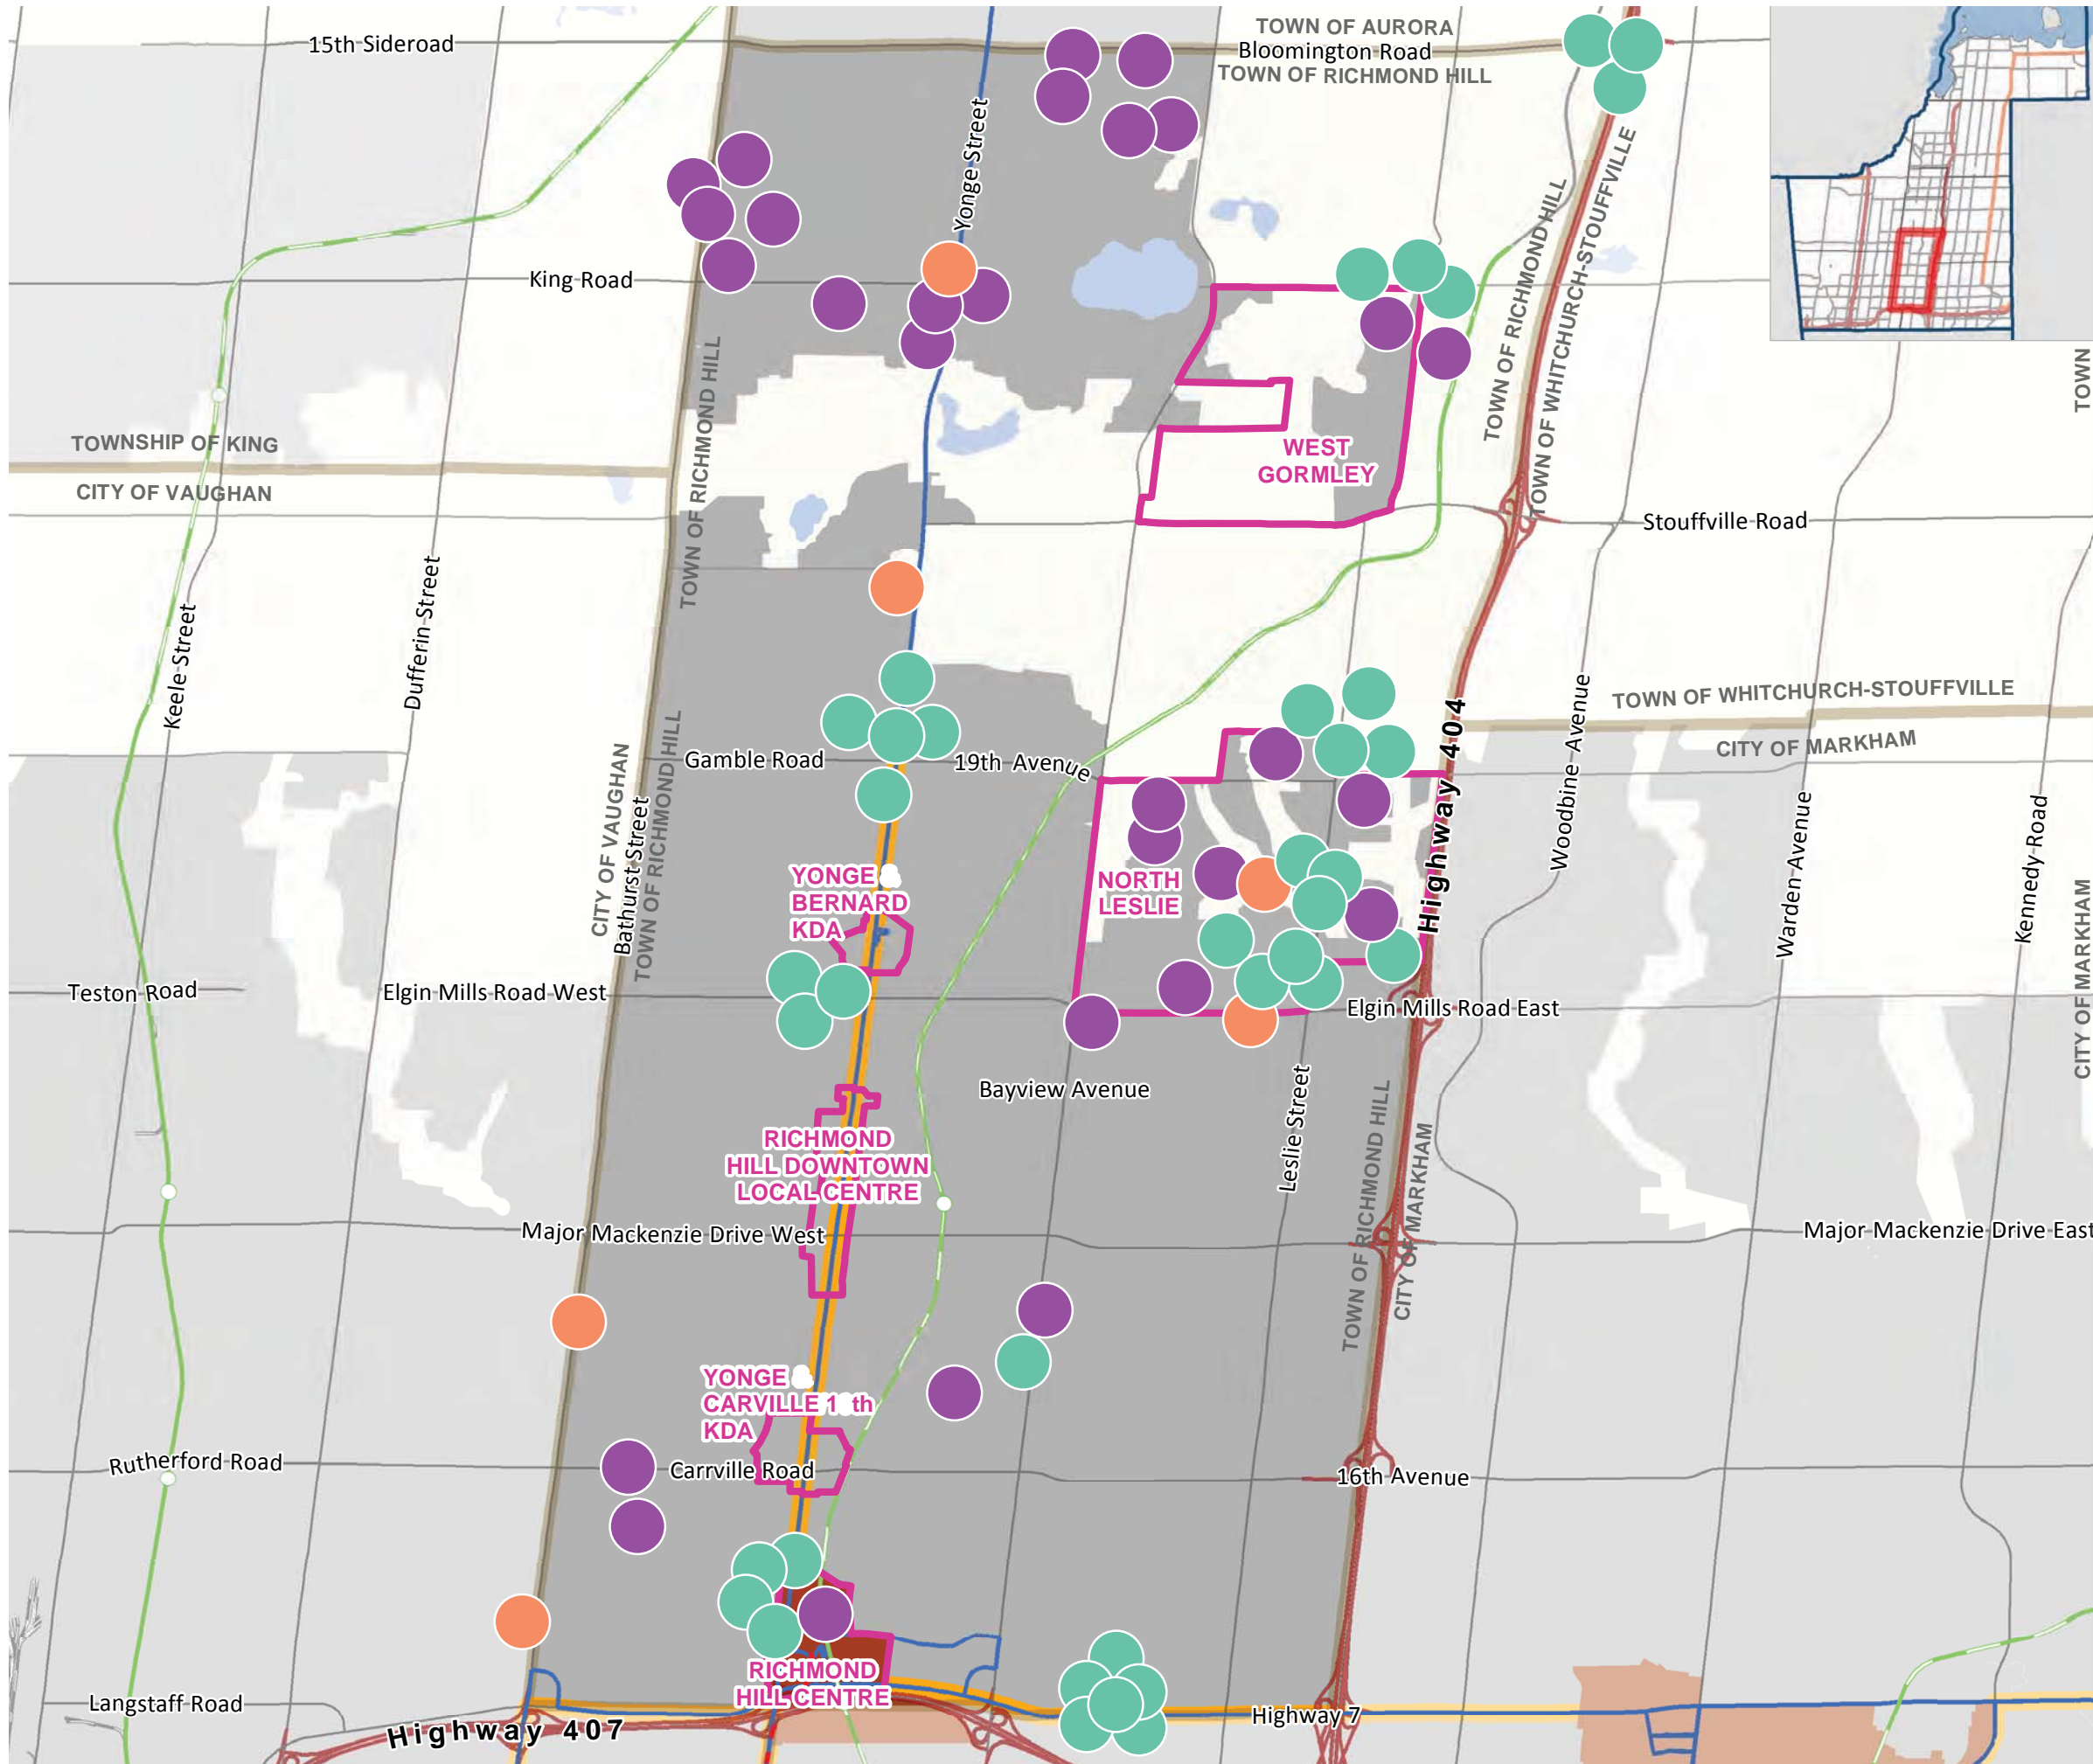 TOWN OF AURORA
15th Sideroad
Bloomington Road
TOWN OF RICHMOND HILL
Yonge Street
TOWN OF RICHMOND HILL
TOWN OF WHITCHURCH-STOUFFVILLE
King Road
TOWN OF RICHMOND HILL
TOWN
TOWNSHIP OF KING
CITY OF VAUGHAN
WEST
GORMLEY
Stouffville Road
Keele Street
Dufferin Street
TOWN OF WHITCHURCH-STOUFFVILLE
CITY OF MARKHAM
Gamble Road
19th Avenue
Highway 404
Woodbine Avenue
Warden Avenue
Kennedy Road
CITY OF MARKHAM
CITY OF VAUGHAN
Bathurst Street
TOWN OF RICHMOND HILL
YONGE
BERNARD
KDA
NORTH
LESLIE
Teston Road
Elgin Mills Road West
Elgin Mills Road East
Bayview Avenue
Leslie Street
TOWN OF RICHMOND HILL
CITY OF MARKHAM
RICHMOND
HILL DOWNTOWN
LOCAL CENTRE
Major Mackenzie Drive West
Major Mackenzie Drive East
YONGE
CARVILLE 1 th
KDA
Rutherford Road
Carrville Road
16th Avenue
RICHMOND
HILL CENTRE
Langstaff Road
Highway 407
Highway 7